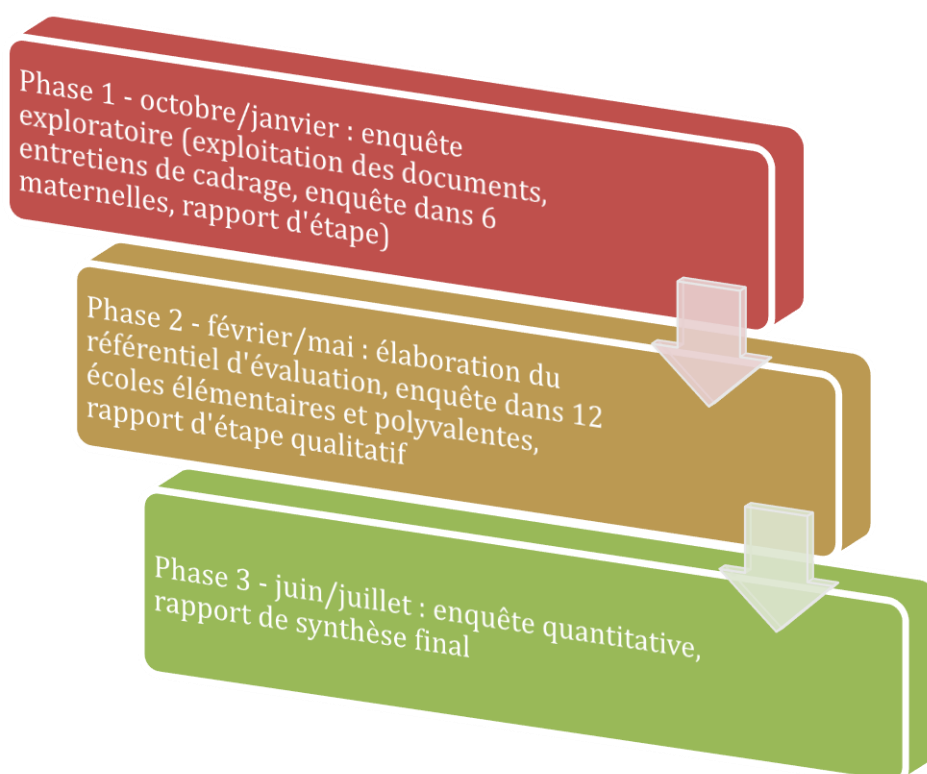 Phase 1 - octobre/janvier : enquête
exploratoire (exploitation des documents,
entretiens de cadrage, enquête dans 6
maternelles, rapport d'étape)
Phase 2 - février/mai : élaboration du
référentiel d'évaluation, enquête dans 12
écoles élémentaires et polyvalentes,
rapport d'étape qualitatif
Phase 3 - juin/juillet : enquête quantitative,
rapport de synthèse final